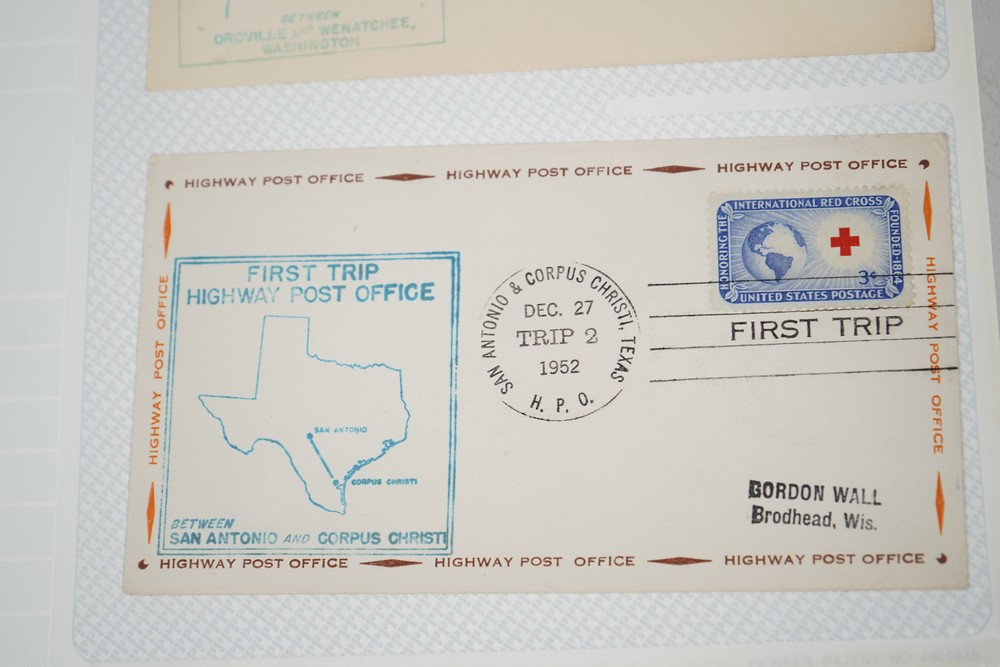 BETWEEN
OROVILLE AND WENATCHEE,
WASHINGTON
HIGHWAY POST OFFICE HIGHWAY POST OFFICE HIGHWAY POST OFFICE
HIGHWAY POST OFFICE
FIRST TRIP
HIGHWAY POST OFFICE
SAN ANTONIO
CORPUS CHRISTI
BETWEEN
SAN ANTONIO AND CORPUS CHRISTI
SAN ANTONIO & CORPUS CHRISTI, TEXAS
DEC. 27
TRIP 2
1952
H. P. O.
HONORING THE
INTERNATIONAL RED CROSS
FOUNDED-1864
3¢
UNITED STATES POSTAGE
FIRST TRIP
HIGHWAY POST OFFICE
GORDON WALL
Brodhead, Wis.
HIGHWAY POST OFFICE HIGHWAY POST OFFICE HIGHWAY POST OFFICE